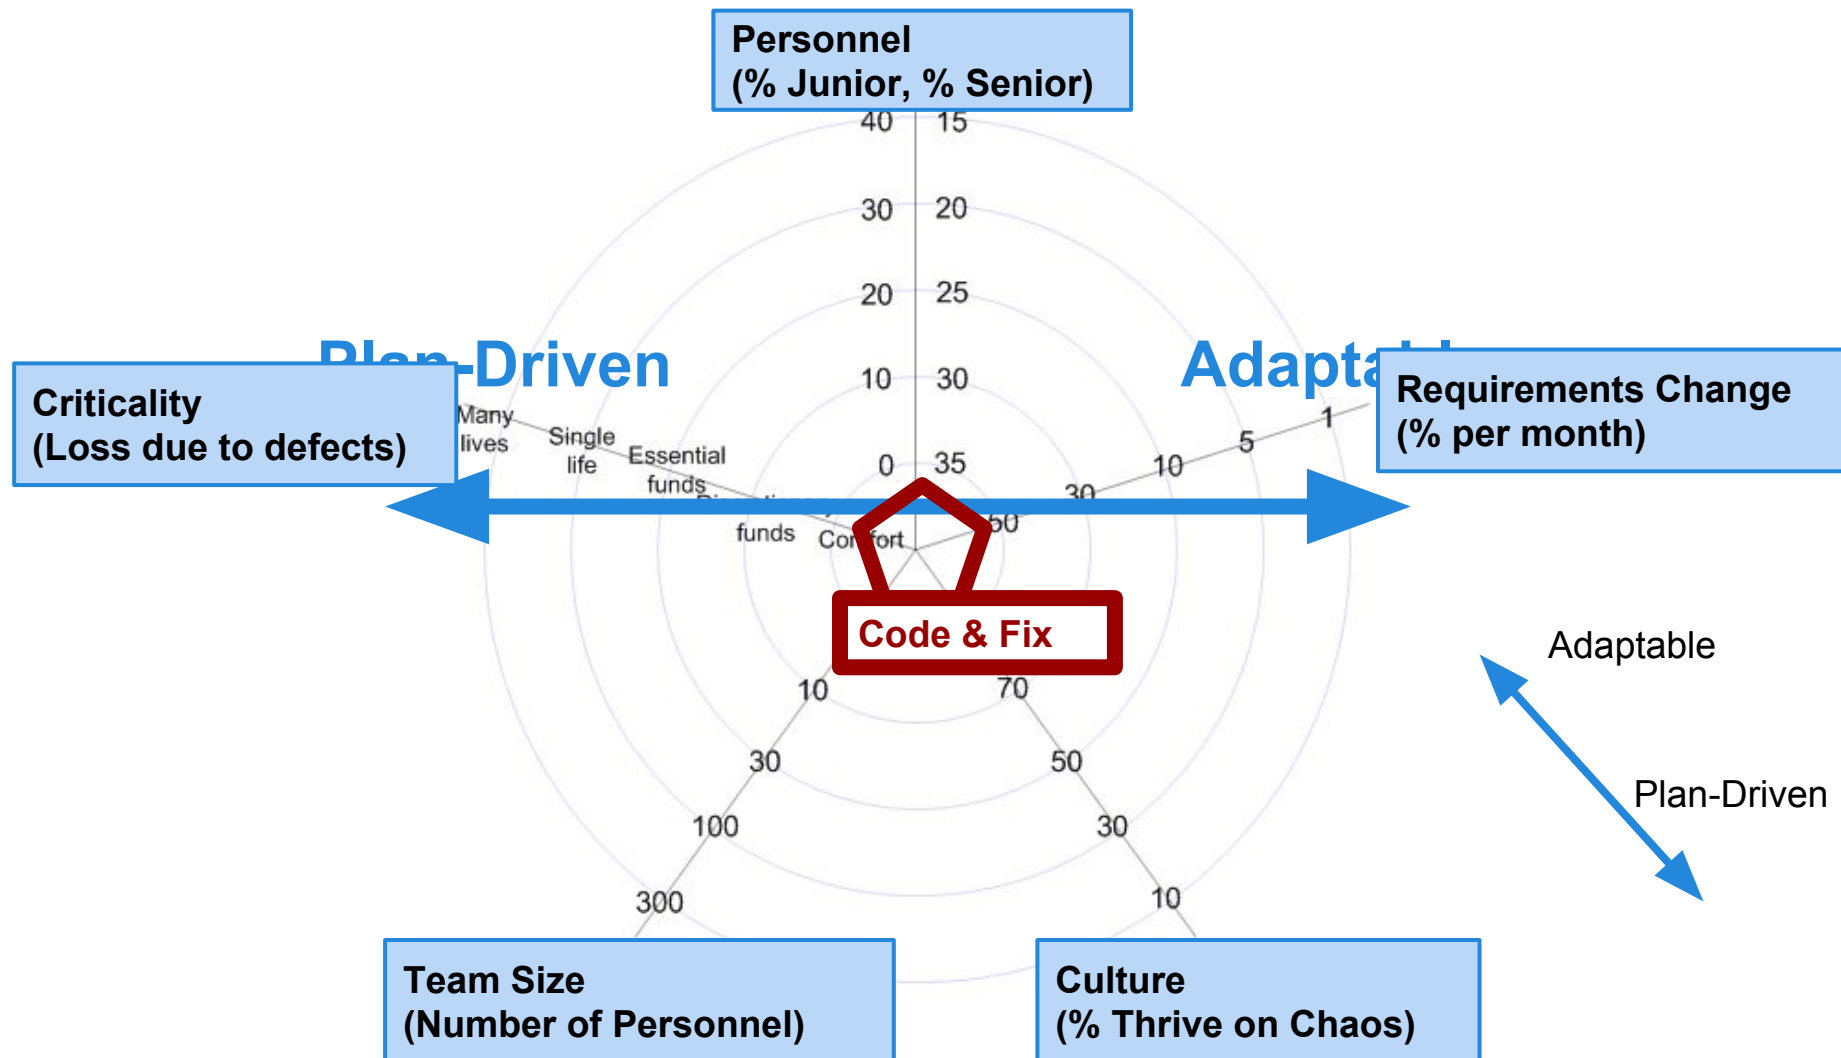 Personnel
(% Junior, % Senior)
40 15
30 20
20 25
10 30
0 35
Plan-Driven
Criticality
(Loss due to defects)
Many
lives
Single
life
Essential
funds
funds
Comfort
Requirements Change
(% per month)
1
5
10
30
50
Code & Fix
10
30
100
300
70
50
30
10
Adaptable
Plan-Driven
Team Size
(Number of Personnel)
Culture
(% Thrive on Chaos)